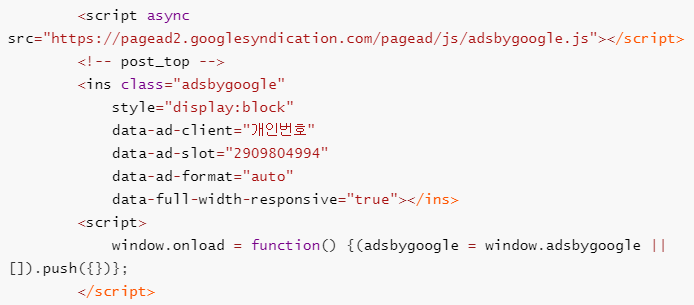 <script async
src="https://pagead2.googlesyndication.com/pagead/js/adsbygoogle.js"></script>
<!-- post_top -->
<ins class="adsbygoogle"
style="display:block"
data-ad-client="개인번호"
data-ad-slot="2909804994"
data-ad-format="auto"
data-full-width-responsive="true"></ins>
<script>
window.onload = function() {(adsbygoogle = window.adsbygoogle ||
[]).push({})};
</script>